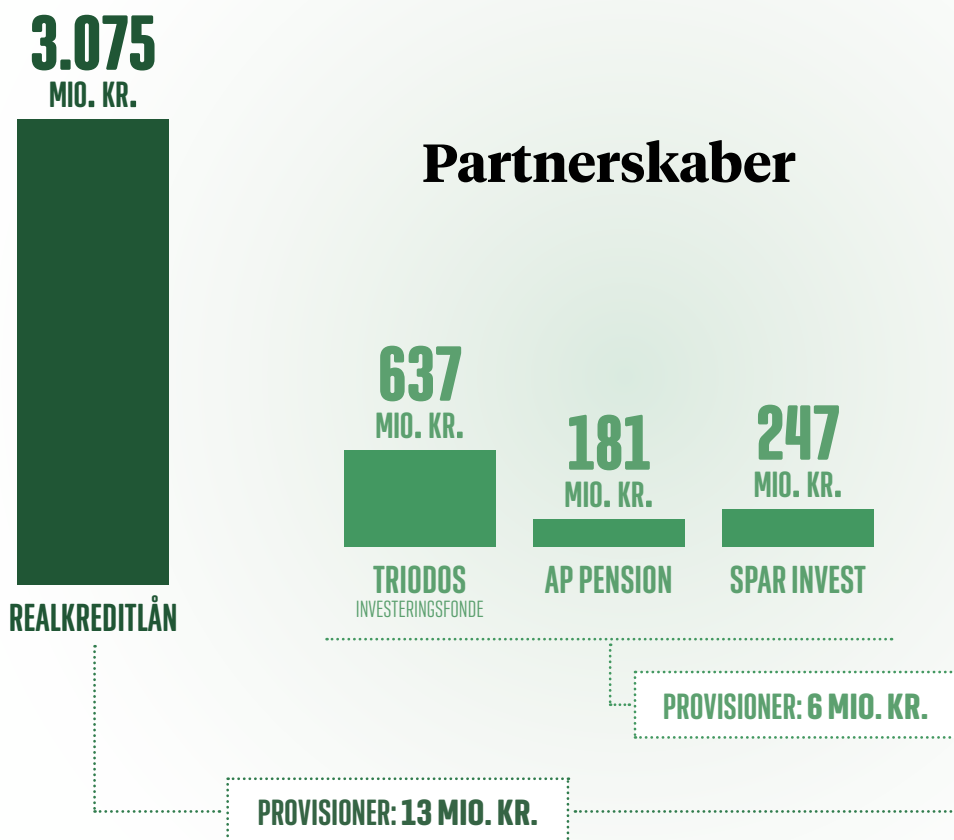 3.075
MIO. KR.
REALKREDITLÅN
Partnerskaber
637
MIO. KR.
TRIODOS
INVESTERINGSFONDE
181
MIO. KR.
AP PENSION
247
MIO. KR.
SPAR INVEST
PROVISIONER: 6 MIO. KR.
PROVISIONER: 13 MIO. KR.